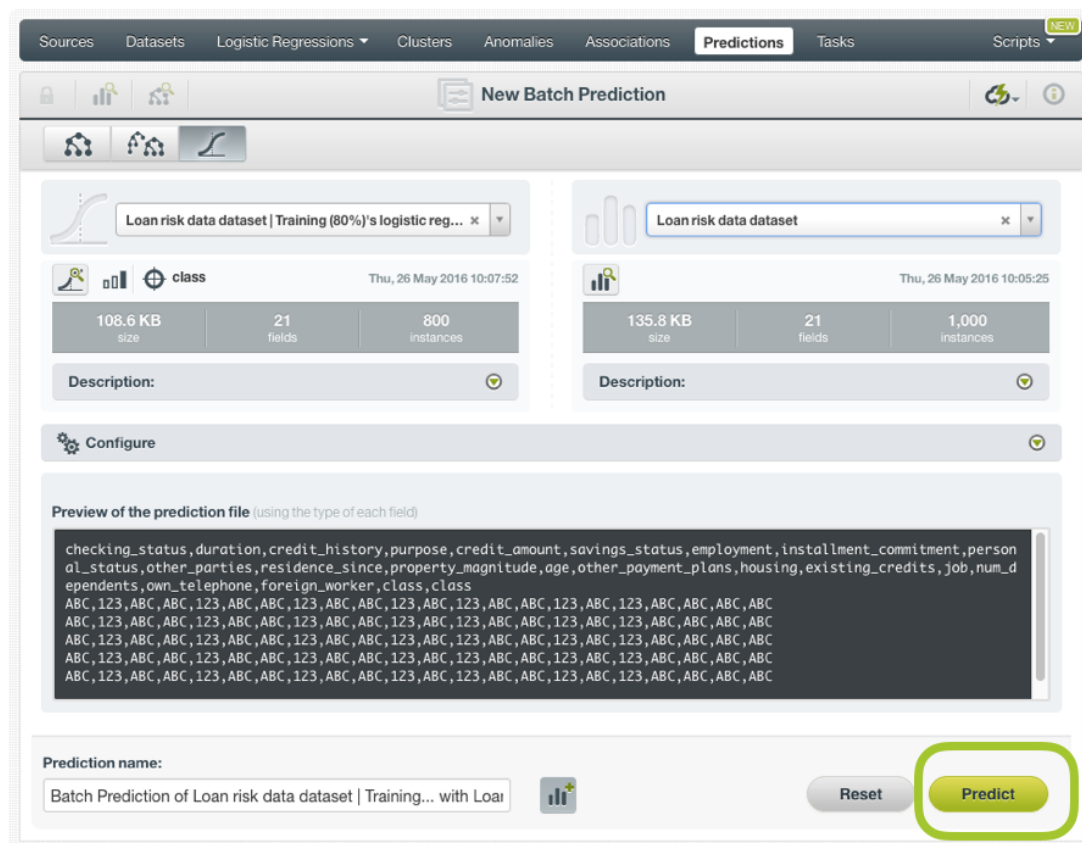 Sources Datasets Logistic Regressions Clusters Anomalies Associations Predictions Tasks Scripts NEW
New Batch Prediction
Loan risk data dataset | Training (80%)'s logistic reg... ×
Loan risk data dataset ×
class Thu, 26 May 2016 10:07:52
Thu, 26 May 2016 10:05:25
108.6 KB 21 800
size fields instances
135.8 KB 21 1,000
size fields instances
Description:
Description:
Configure
Preview of the prediction file (using the type of each field)
checking_status,duration,credit_history,purpose,credit_amount,savings_status,employment,installment_commitment,person
al_status,other_parties,residence_since,property_magnitude,age,other_payment_plans,housing,existing_credits,job,num_d
ependents,own_telephone,foreign_worker,class,class
ABC,123,ABC,ABC,123,ABC,ABC,123,ABC,ABC,123,ABC,123,ABC,ABC,123,ABC,123,ABC,ABC,ABC,ABC
ABC,123,ABC,ABC,123,ABC,ABC,123,ABC,ABC,123,ABC,123,ABC,ABC,123,ABC,123,ABC,ABC,ABC,ABC
ABC,123,ABC,ABC,123,ABC,ABC,123,ABC,ABC,123,ABC,123,ABC,ABC,123,ABC,123,ABC,ABC,ABC,ABC
ABC,123,ABC,ABC,123,ABC,ABC,123,ABC,ABC,123,ABC,123,ABC,ABC,123,ABC,123,ABC,ABC,ABC,ABC
ABC,123,ABC,ABC,123,ABC,ABC,123,ABC,ABC,123,ABC,123,ABC,ABC,123,ABC,123,ABC,ABC,ABC,ABC
Prediction name:
Batch Prediction of Loan risk data dataset | Training... with Loan
Reset Predict